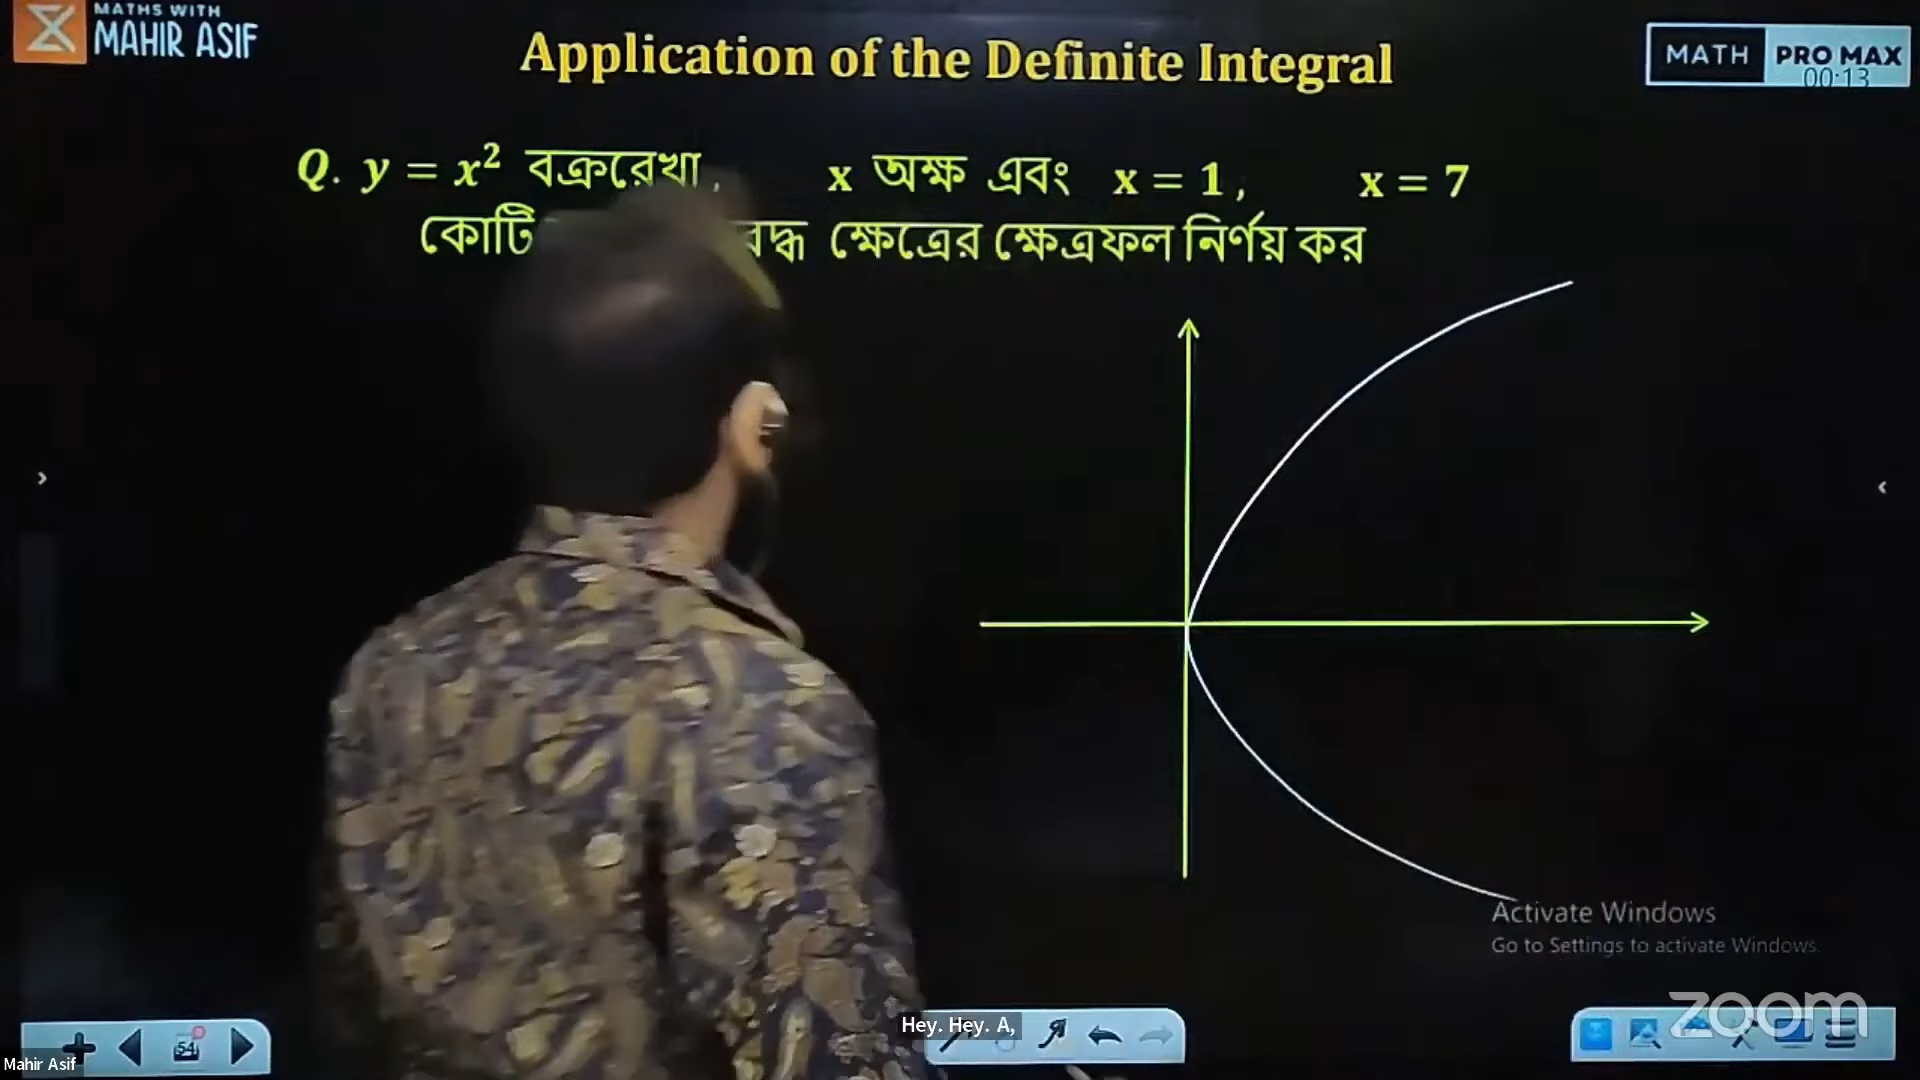 MATHS WITH
MAHIR ASIF
Application of the Definite Integral
MATH PRO MAX
00:13
Q. y = x² বক্ররেখা, x অক্ষ এবং x = 1, x = 7
কোটি ক্ষেত্রের ক্ষেত্রফল নির্ণয় কর
Activate Windows
Go to Settings to activate Windows.
zoom
Hey. Hey. A,
54
Mahir Asif